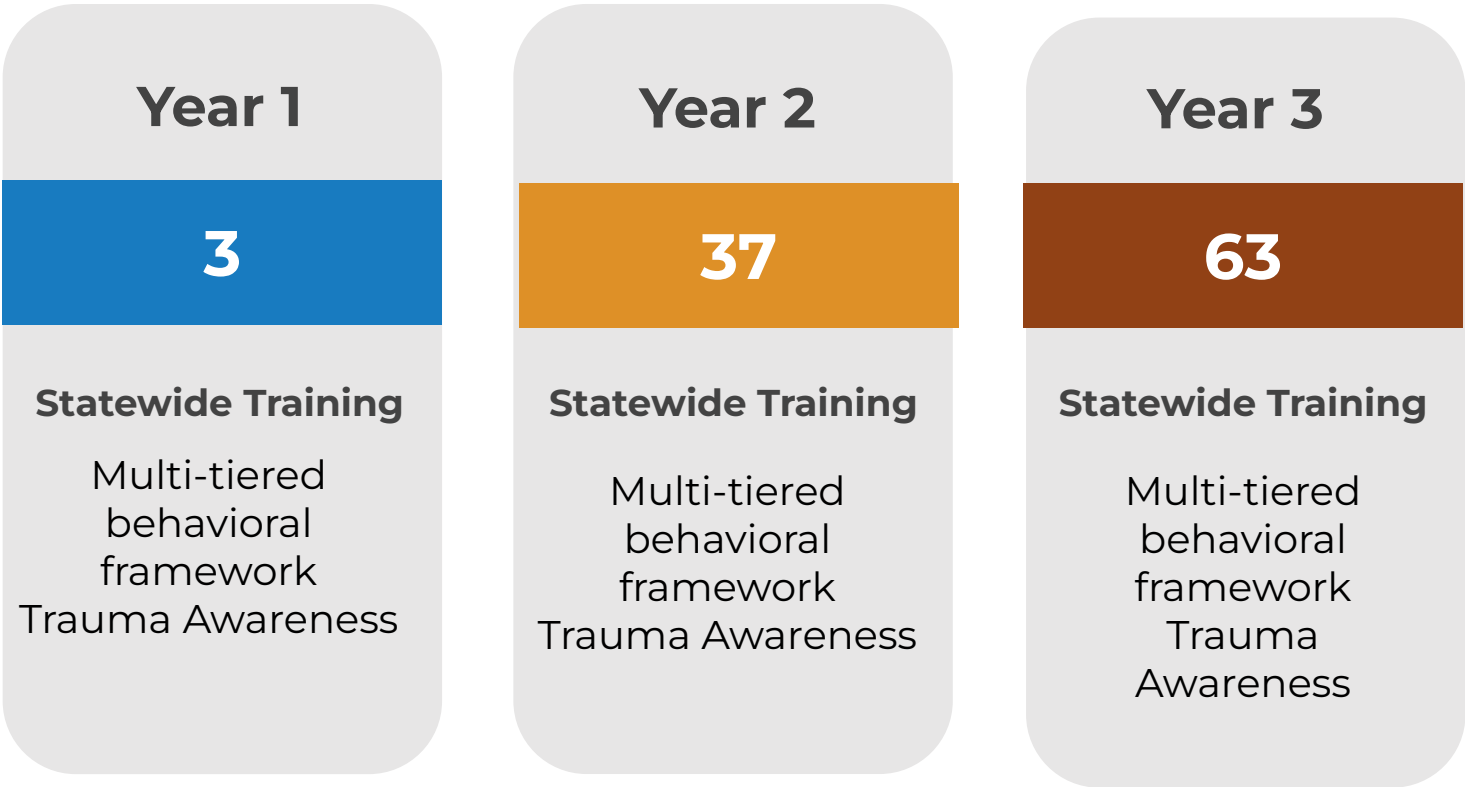 Year 1
3
Statewide Training
Multi-tiered
behavioral
framework
Trauma Awareness
Year 2
37
Statewide Training
Multi-tiered
behavioral
framework
Trauma Awareness
Year 3
63
Statewide Training
Multi-tiered
behavioral
framework
Trauma
Awareness